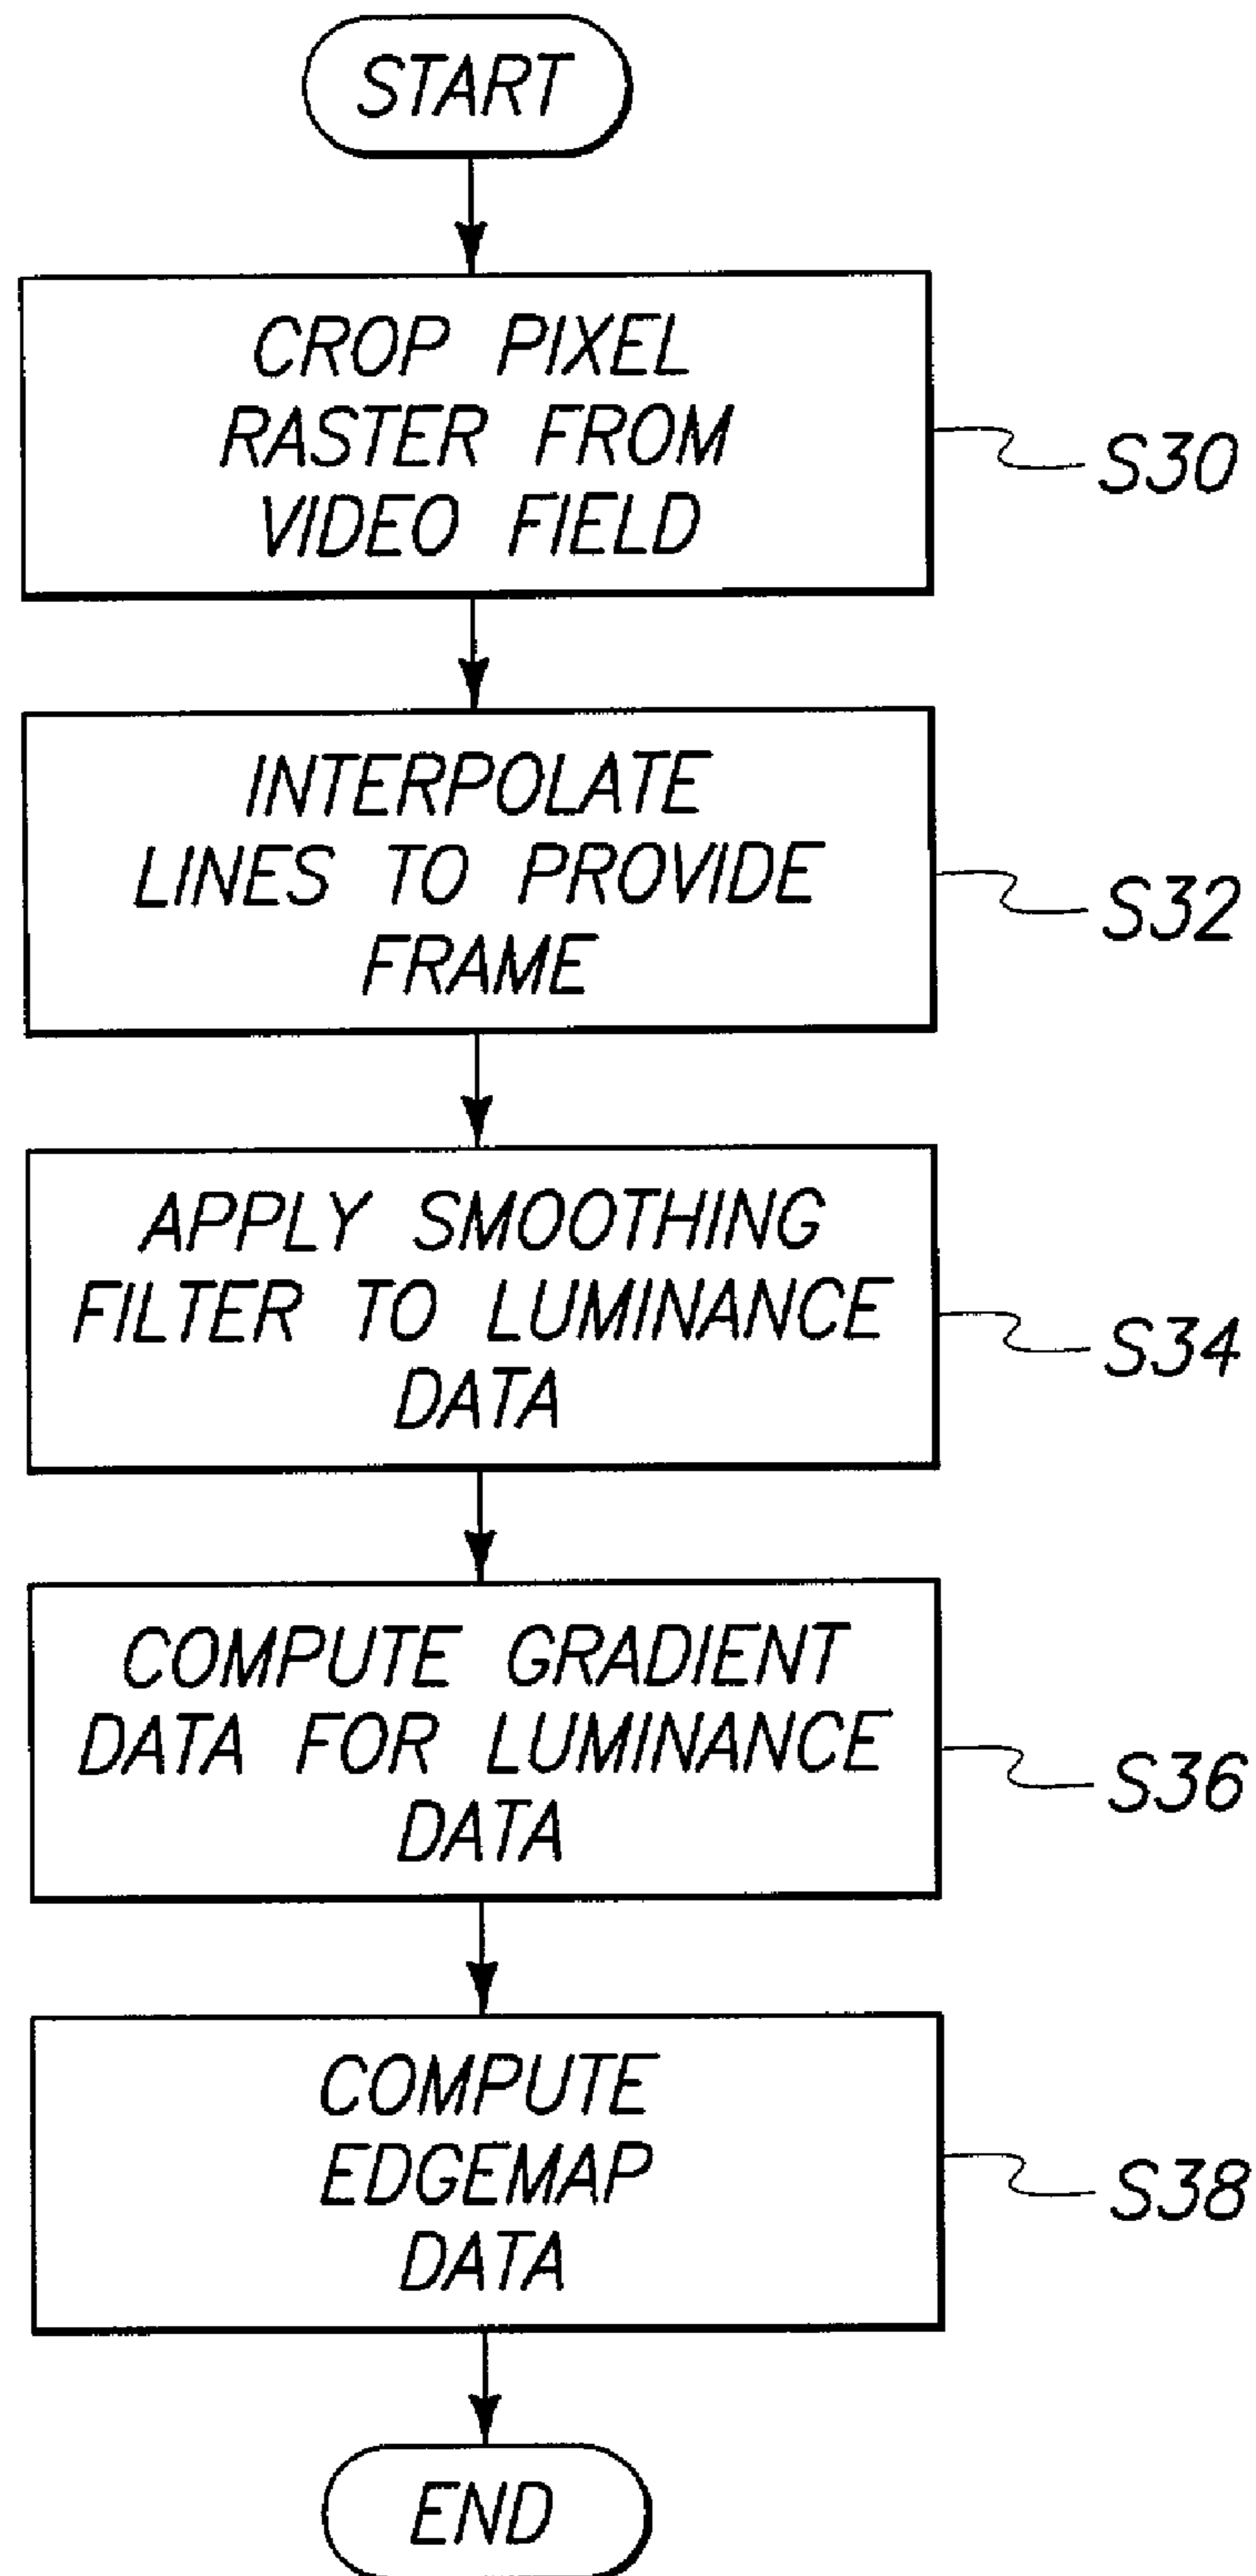 START
CROP PIXEL
RASTER FROM
VIDEO FIELD
S30
INTERPOLATE
LINES TO PROVIDE
FRAME
S32
APPLY SMOOTHING
FILTER TO LUMINANCE
DATA
S34
COMPUTE GRADIENT
DATA FOR LUMINANCE
DATA
S36
COMPUTE
EDGEMAP
DATA
S38
END